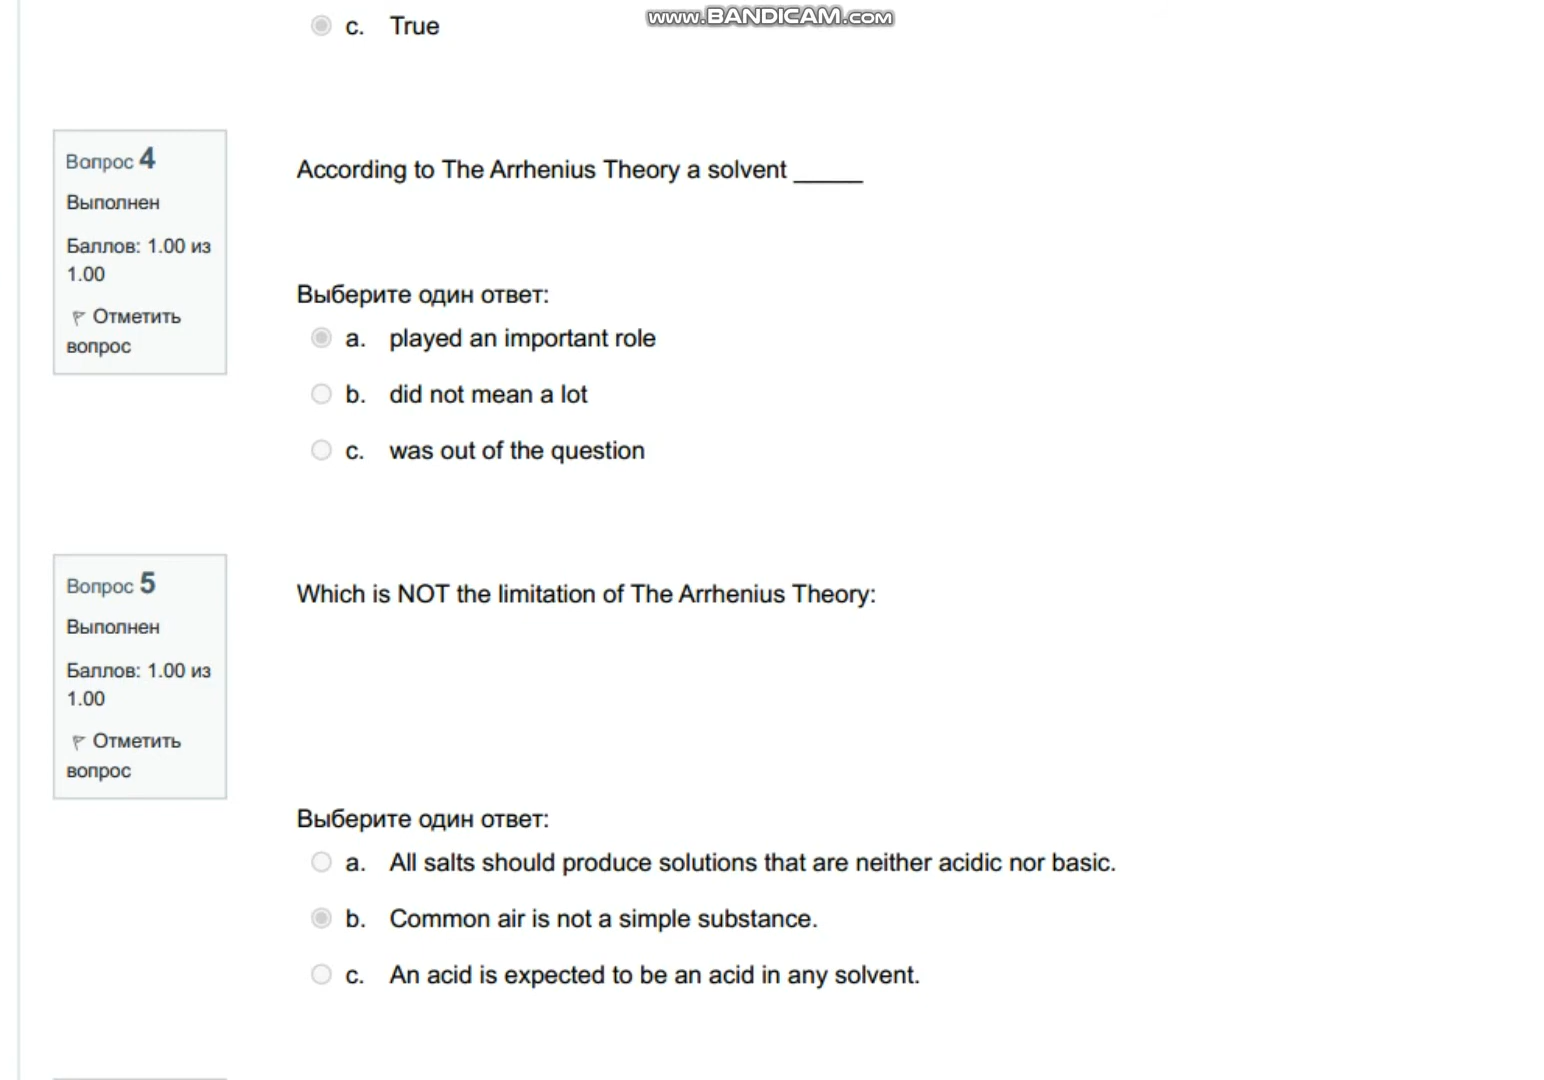 WWW.BANDICAM.COM
c. True
Вопрос 4
Выполнен
Баллов: 1.00 из
1.00
Отметить
вопрос
According to The Arrhenius Theory a solvent _____
Выберите один ответ:
a. played an important role
b. did not mean a lot
c. was out of the question
Вопрос 5
Выполнен
Баллов: 1.00 из
1.00
Отметить
вопрос
Which is NOT the limitation of The Arrhenius Theory:
Выберите один ответ:
a. All salts should produce solutions that are neither acidic nor basic.
b. Common air is not a simple substance.
c. An acid is expected to be an acid in any solvent.